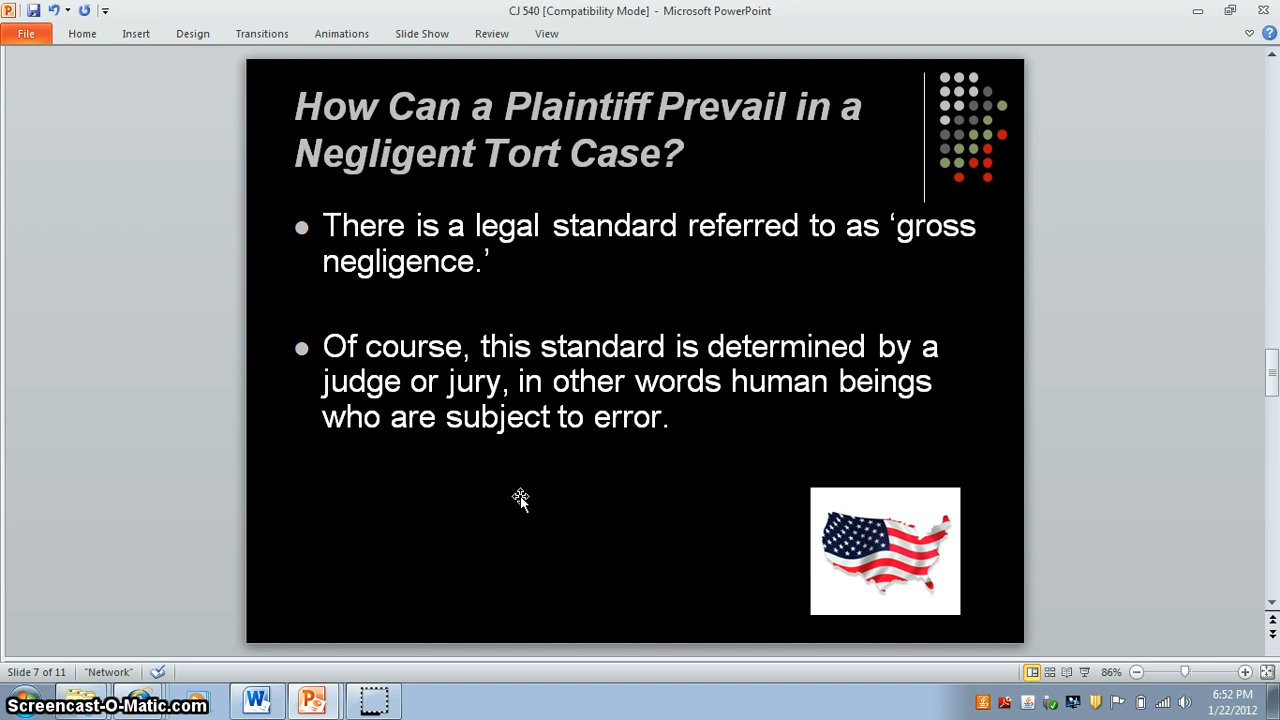 CJ 540 [Compatibility Mode] - Microsoft PowerPoint
File Home Insert Design Transitions Animations Slide Show Review View
How Can a Plaintiff Prevail in a
Negligent Tort Case?
There is a legal standard referred to as ‘gross
negligence.’
Of course, this standard is determined by a
judge or jury, in other words human beings
who are subject to error.
Slide 7 of 11 "Network" 86%
Screencast-O-Matic.com
6:52 PM
1/22/2012